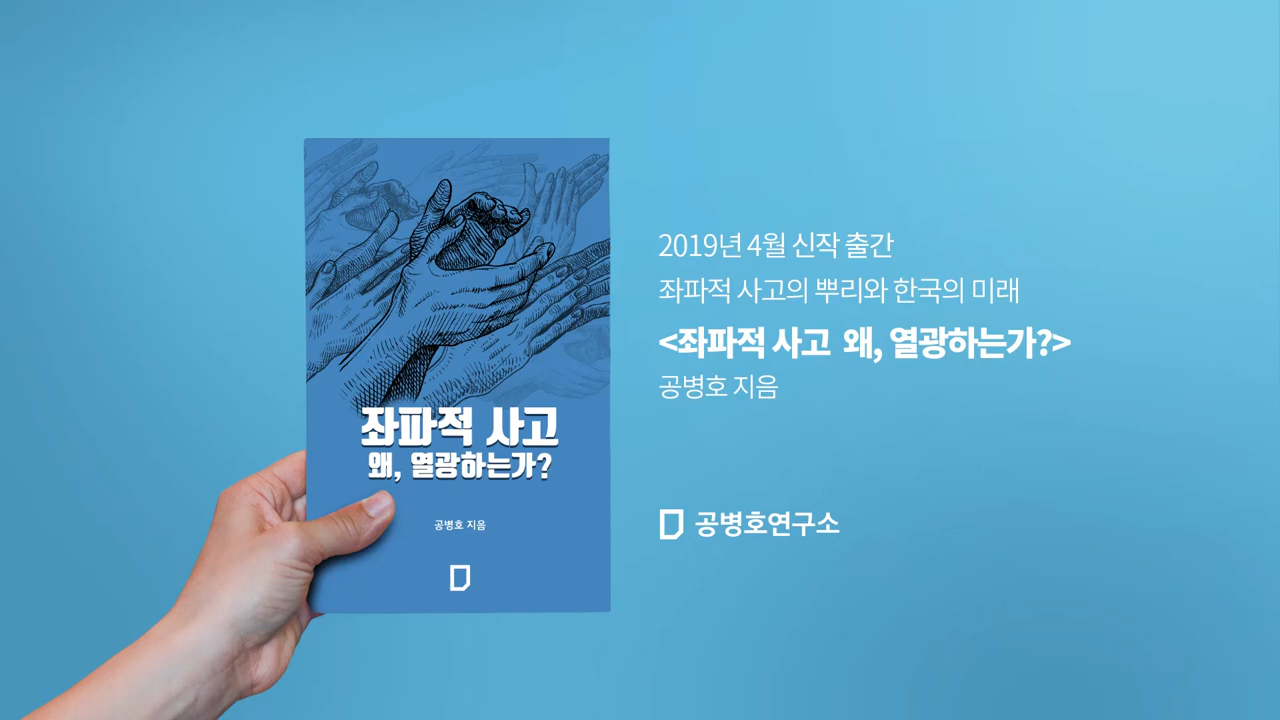 좌파적 사고
왜, 열광하는가?
공병호 지음
2019년 4월 신작 출간
좌파적 사고의 뿌리와 한국의 미래
<좌파적 사고 왜, 열광하는가?>
공병호 지음
공병호연구소